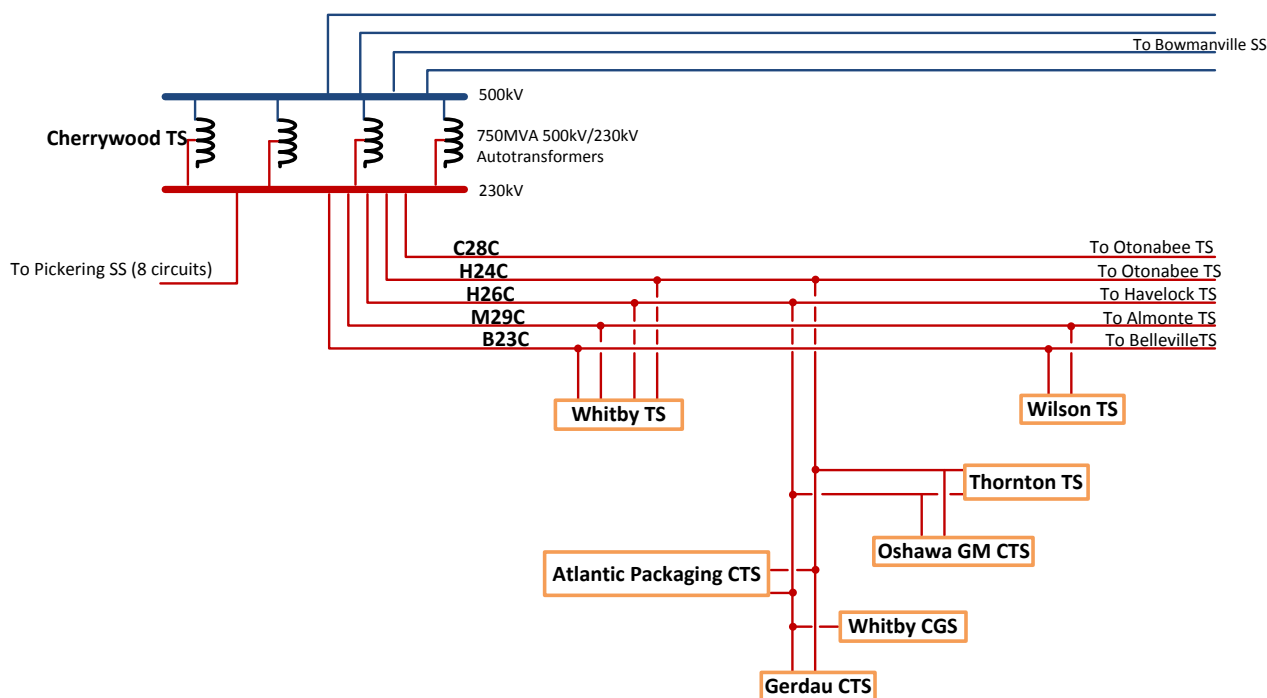 To Bowmanville SS
500kV
Cherrywood TS
750MVA 500kV/230kV
Autotransformers
230kV
C28C
To Otonabee TS
To Pickering SS (8 circuits)
H24C
To Otonabee TS
H26C
To Havelock TS
M29C
To Almonte TS
B23C
To BellevilleTS
Whitby TS
Wilson TS
Thornton TS
Oshawa GM CTS
Atlantic Packaging CTS
Whitby CGS
Gerdau CTS